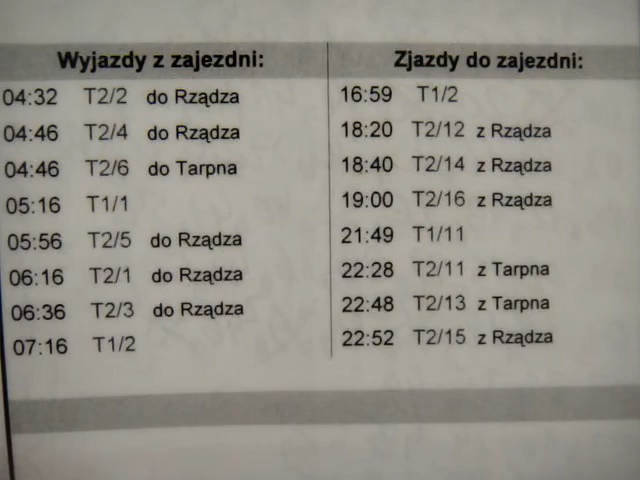 Wyjazdy z zajezdni:
04:32 T2/2 do Rządza
04:46 T2/4 do Rządza
04:46 T2/6 do Tarpna
05:16 T1/1
05:56 T2/5 do Rządza
06:16 T2/1 do Rządza
06:36 T2/3 do Rządza
07:16 T1/2
Zjazdy do zajezdni:
16:59 T1/2
18:20 T2/12 z Rządza
18:40 T2/14 z Rządza
19:00 T2/16 z Rządza
21:49 T1/11
22:28 T2/11 z Tarpna
22:48 T2/13 z Tarpna
22:52 T2/15 z Rządza